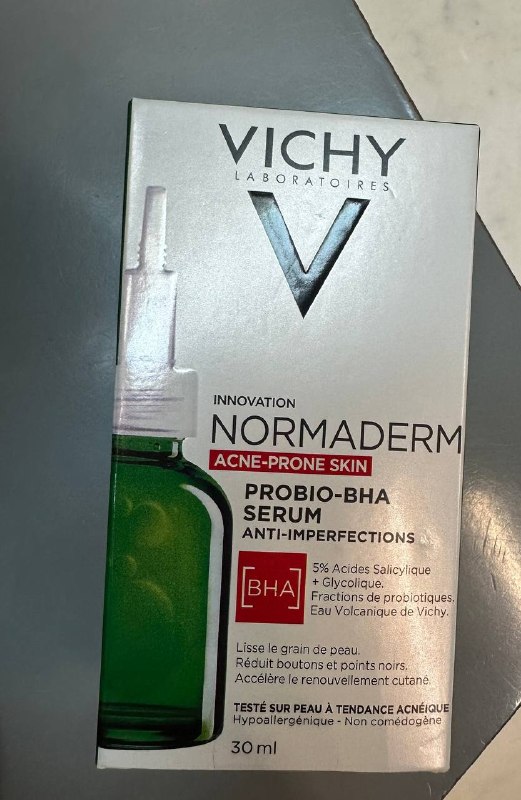 VICHY
LABORATOIRES
V
INNOVATION
NORMADERM
ACNE-PRONE SKIN
PROBIO-BHA
SERUM
ANTI-IMPERFECTIONS
[BHA]
5% Acides Salicylique
+ Glycolique.
Fractions de probiotiques.
Eau Volcanique de Vichy.
Lisse le grain de peau.
Réduit boutons et points noirs.
Accélère le renouvellement cutané.
TESTÉ SUR PEAU À TENDANCE ACNÉIQUE
Hypoallergénique - Non comédogène
30 ml